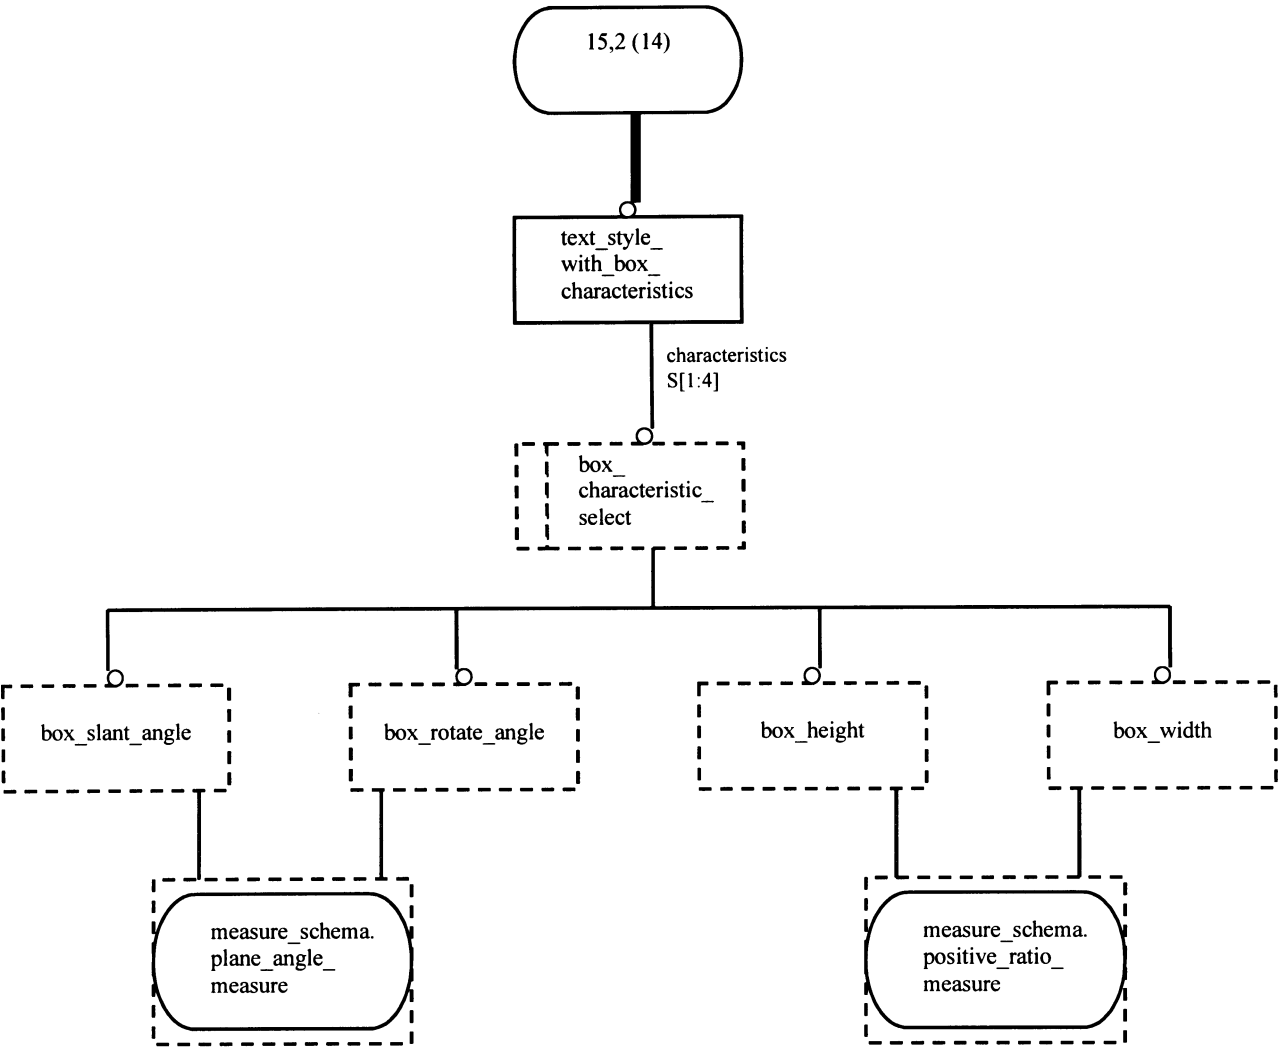 15,2 (14)
text_style_
with_box_
characteristics
characteristics
S[1:4]
box_
characteristic_
select
box_slant_angle
box_rotate_angle
box_height
box_width
measure_schema.
plane_angle_
measure
measure_schema.
positive_ratio_
measure